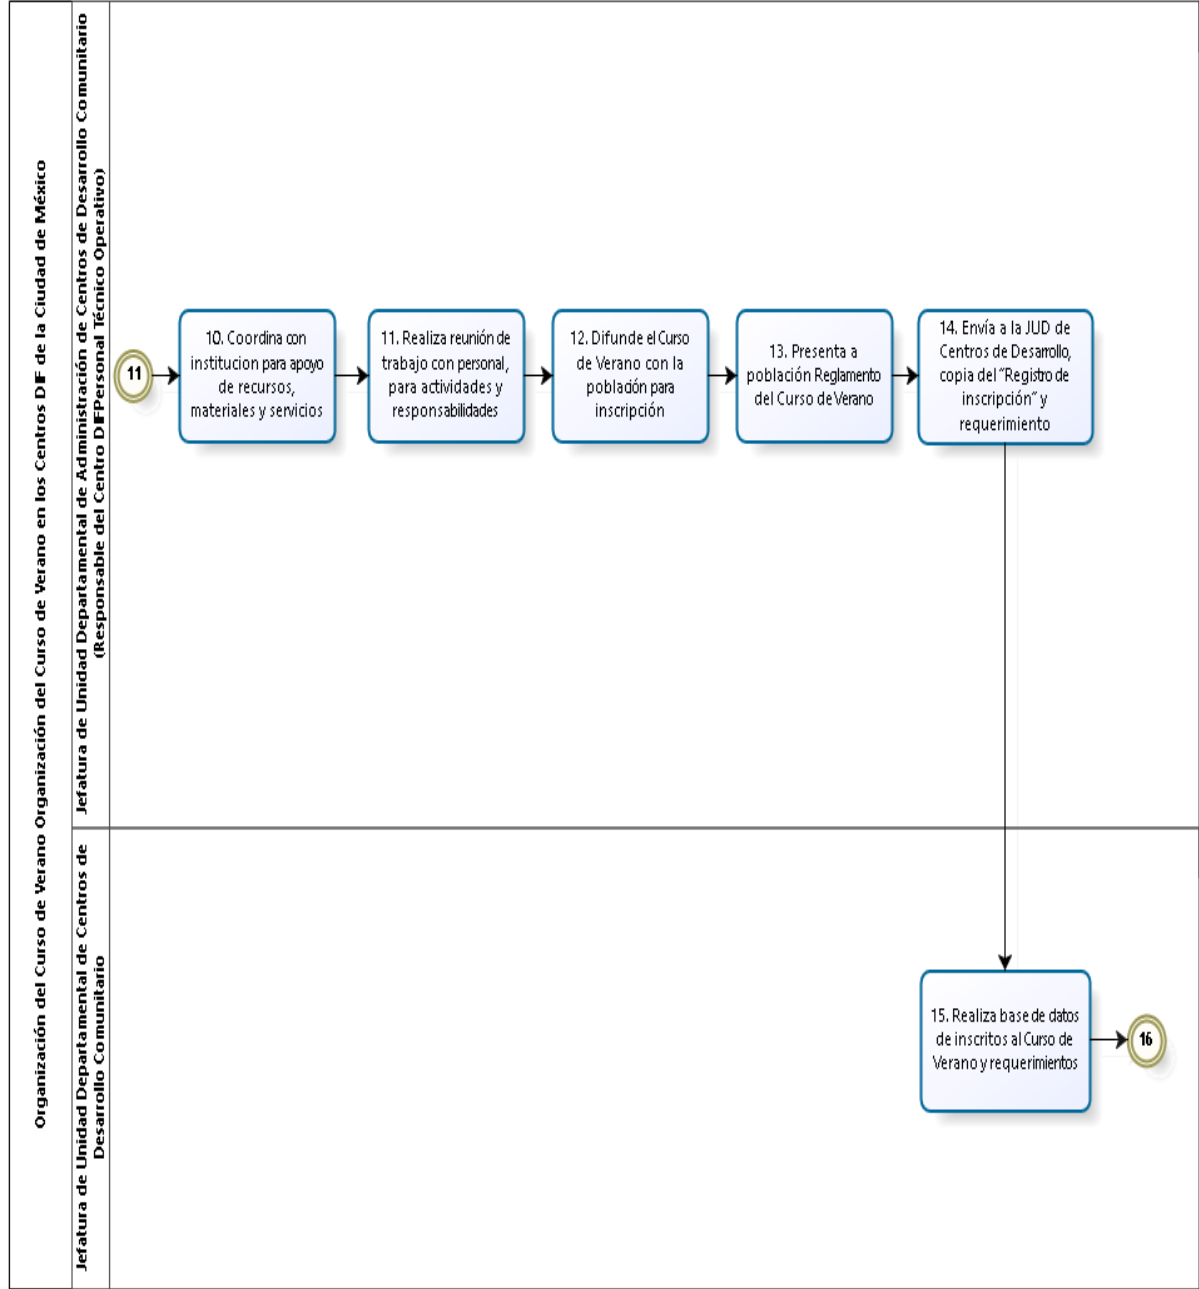 Organización del Curso de Verano Organización del Curso de Verano en los Centros DIF de la Ciudad de México
Jefatura de Unidad Departamental de Administración de Centros de Desarrollo Comunitario
(Responsable del Centro DIFPersonal Técnico Operativo)
11
10. Coordina con
institucion para apoyo
de recursos,
materiales y servicios
11. Realiza reunión de
trabajo con personal,
para actividades y
responsabilidades
12. Difunde el Curso
de Verano con la
población para
inscripción
13. Presenta a
población Reglamento
del Curso de Verano
14. Envía a la JUD de
Centros de Desarrollo,
copia del “Registro de
inscripción” y
requerimiento
Jefatura de Unidad Departamental de Centros de
Desarrollo Comunitario
15. Realiza base de datos
de inscritos al Curso de
Verano y requerimientos
16